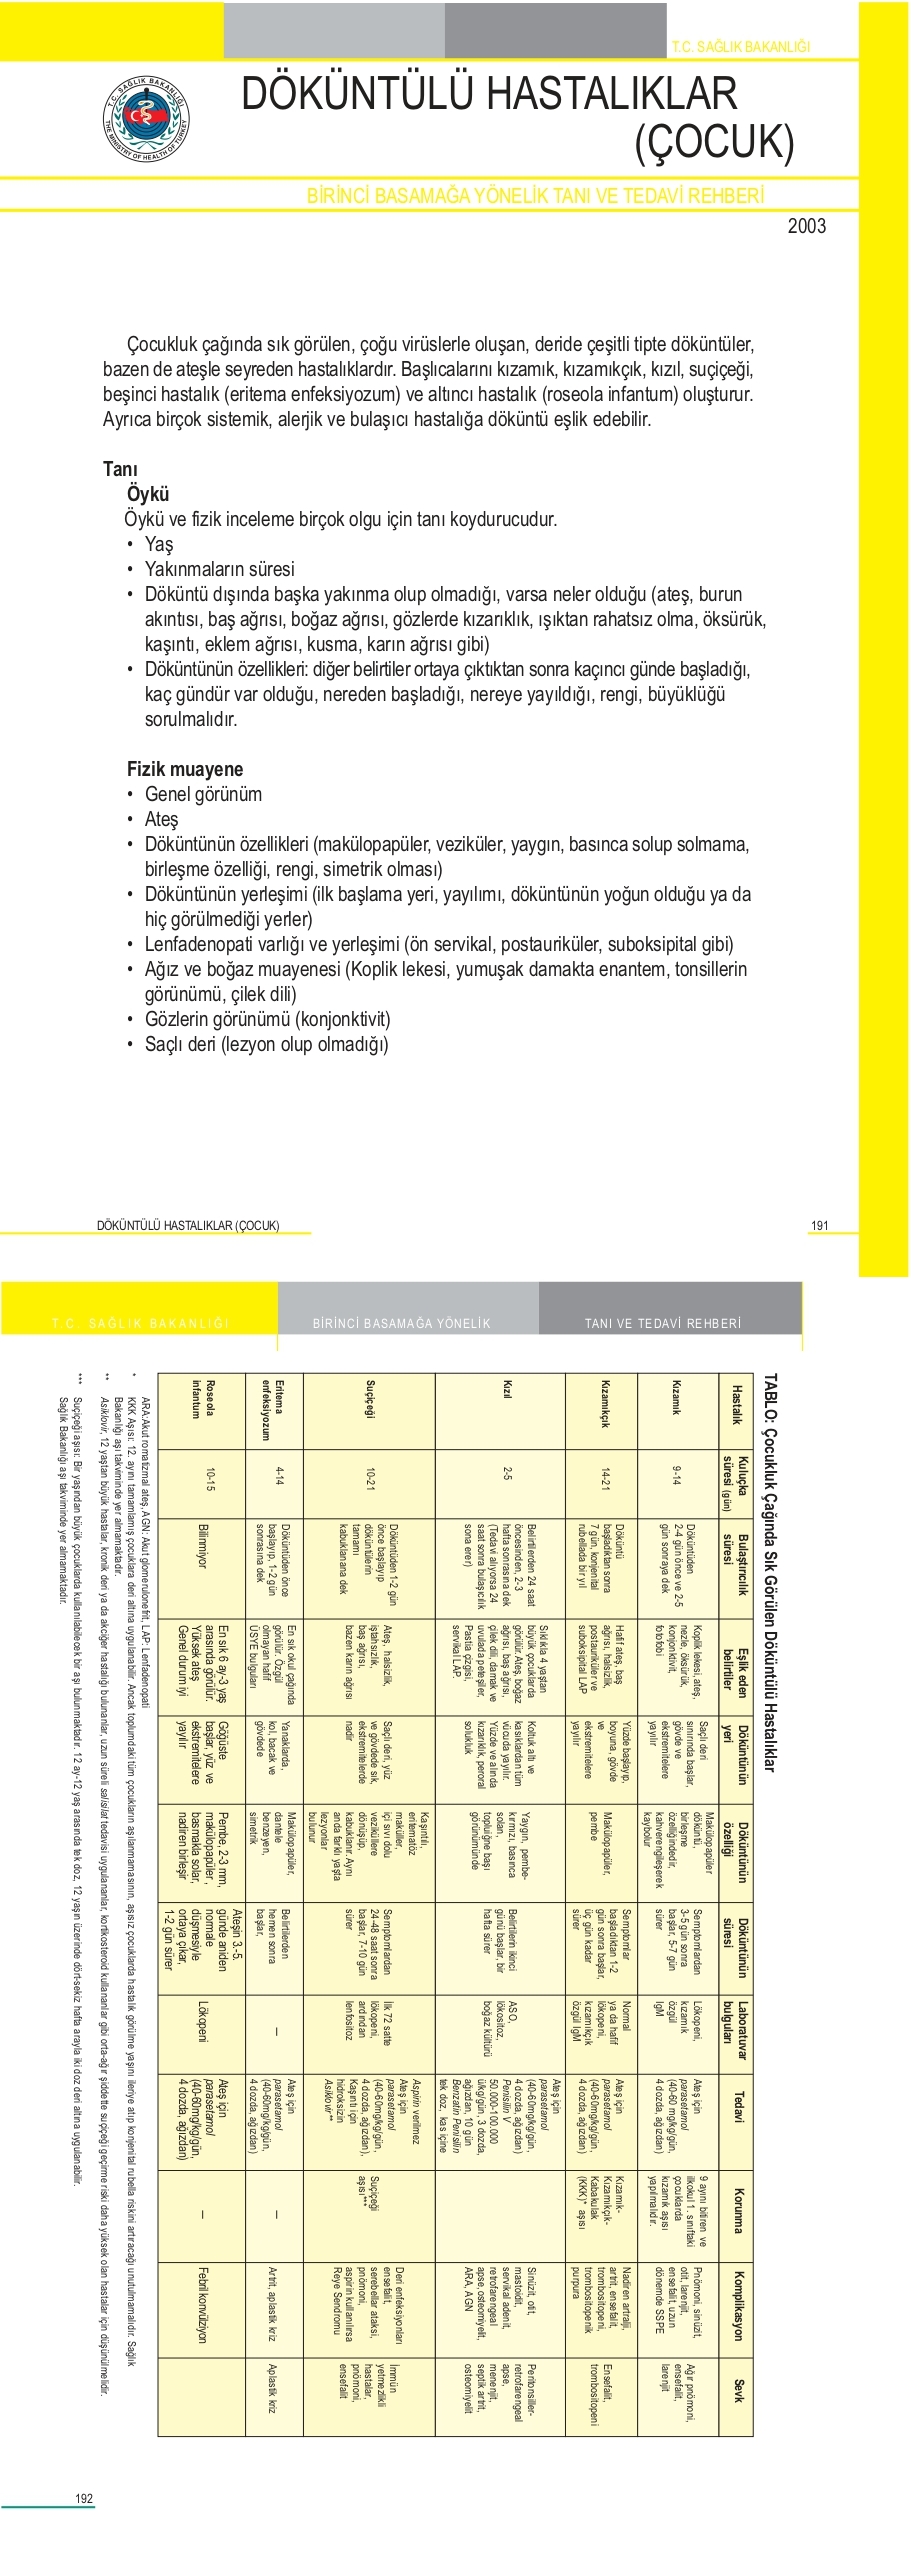 T.C. SAĞLIK BAKANLIĞI
T.C. SAĞLIK BAKANLIĞI
THE MINISTRY OF HEALTH OF TURKEY
DÖKÜNTÜLÜ HASTALIKLAR
(ÇOCUK)
BİRİNCİ BASAMAĞA YÖNELİK TANI VE TEDAVİ REHBERİ
2003
Çocukluk çağında sık görülen, çoğu virüslerle oluşan, deride çeşitli tipte döküntüler,
bazen de ateşle seyreden hastalıklardır. Başlıcalarını kızamık, kızamıkçık, kızıl, suçiçeği,
beşinci hastalık (eritema enfeksiyozum) ve altıncı hastalık (roseola infantum) oluşturur.
Ayrıca birçok sistemik, alerjik ve bulaşıcı hastalığa döküntü eşlik edebilir.
Tanı
Öykü
Öykü ve fizik inceleme birçok olgu için tanı koydurucudur.
• Yaş
• Yakınmaların süresi
• Döküntü dışında başka yakınma olup olmadığı, varsa neler olduğu (ateş, burun
akıntısı, baş ağrısı, boğaz ağrısı, gözlerde kızarıklık, ışıktan rahatsız olma, öksürük,
kaşıntı, eklem ağrısı, kusma, karın ağrısı gibi)
• Döküntünün özellikleri: diğer belirtiler ortaya çıktıktan sonra kaçıncı günde başladığı,
kaç gündür var olduğu, nereden başladığı, nereye yayıldığı, rengi, büyüklüğü
sorulmalıdır.
Fizik muayene
• Genel görünüm
• Ateş
• Döküntünün özellikleri (makülopapüler, veziküler, yaygın, basınca solup solmama,
birleşme özelliği, rengi, simetrik olması)
• Döküntünün yerleşimi (ilk başlama yeri, yayılımı, döküntünün yoğun olduğu ya da
hiç görülmediği yerler)
• Lenfadenopati varlığı ve yerleşimi (ön servikal, postauriküler, suboksipital gibi)
• Ağız ve boğaz muayenesi (Koplik lekesi, yumuşak damakta enantem, tonsillerin
görünümü, çilek dili)
• Gözlerin görünümü (konjonktivit)
• Saçlı deri (lezyon olup olmadığı)
DÖKÜNTÜLÜ HASTALIKLAR (ÇOCUK)
191
T.C. SAĞLIK BAKANLIĞI
BİRİNCİ BASAMAĞA YÖNELİK
TANI VE TEDAVİ REHBERİ
TABLO: Çocukluk Çağında Sık Görülen Döküntülü Hastalıklar
Hastalık
Kuluçka
süresi (gün)
Bulaştırıcılık
süresi
Eşlik eden
belirtiler
Döküntünün
yeri
Döküntünün
özelliği
Döküntünün
süresi
Laboratuvar
bulguları
Tedavi
Korunma
Komplikasyon
Sevk
Kızamık
9-14
Döküntüden
2-4 gün önce ve 2-5
gün sonraya dek
Koplik lekesi, ateş,
nezle, öksürük,
konjonktivit,
fotofobi
Saçlı deri
sınırında başlar,
gövde ve
ekstremitelere
yayılır
Makülopapüler
döküntü,
birleşme
özelliğindedir,
kahverengileşerek
kaybolur
Semptomlardan
3-5 gün sonra
başlar, 5-7 gün
sürer
Lökopeni,
kızamık
özgül
IgM
Ateş için
parasetamol
(40-60 mg/kg/gün,
4 dozda, ağızdan)
9 ayını bitiren ve
ilkokul 1. sınıftaki
çocuklarda
kızamık aşısı
yapılmalıdır.
Pnömoni, sinüzit,
otit, larenjit,
ensefalit, uzun
dönemde SSPE
Ağır pnömoni,
ensefalit,
larenjit
Kızamıkçık
14-21
Döküntü
başladıktan sonra
7 gün, konjenital
rubellada bir yıl
Hafif ateş, baş
ağrısı, halsizlik,
postauriküler ve
suboksipital LAP
Yüzde başlayıp,
boyuna, gövde
ve
ekstremitelere
yayılır
Makülopapüler,
pembe
Semptomlar
başladıktan 1-2
gün sonra başlar,
üç gün kadar
sürer
Normal
ya da hafif
lökopeni,
kızamıkçık
özgül IgM
Ateş için
parasetamol
(40-60mg/kg/gün,
4 dozda, ağızdan)
Kızamık-
Kızamıkçık-
Kabakulak
(KKK)* aşısı
Nadiren artralji,
artrit, ensefalit,
trombositopeni,
trombositopenik
purpura
Ensefalit,
trombositopeni
Kızıl
2-5
Belirtilerden 24 saat
öncesinden, 2-3
hafta sonrasına dek
(Tedavi alıyorsa 24
saat sonra bulaşıcılık
sona erer)
Sıklıkla 4 yaştan
büyük çocuklarda
görülür. Ateş, boğaz
ağrısı, baş ağrısı,
çilek dili, damak ve
uvulada peteşiler,
Pastia çizgisi,
servikal LAP
Koltuk altı ve
kasıklardan tüm
vücuda yayılır.
Yüzde ve alında
kızarıklık, peroral
solukluk
Yaygın, pembe-
kırmızı, basınca
solan,
topluiğne başı
görünümünde
Belirtilerin ikinci
günü başlar, bir
hafta sürer
ASO,
lökositoz,
boğaz kültürü
Ateş için
parasetamol
(40-60mg/kg/gün,
4 dozda, ağızdan)
Penisilin V
50.000-100.000
ü/kg/gün, 3 dozda,
ağızdan, 10 gün
Benzatin Penisilin
tek doz, kas içine
Sinüzit, otit,
mastoidit,
servikal adenit,
retrofarengeal
apse, osteomiyelit,
ARA, AGN
Peritonsiller-
retrofarengeal
apse,
menenjit,
septik artrit,
osteomiyelit
Suçiçeği
10-21
Döküntüden 1-2 gün
önce başlayıp
döküntülerin
tamamı
kabuklanana dek
Ateş, halsizlik,
iştahsızlık,
baş ağrısı,
bazen karın ağrısı
Saçlı deri, yüz
ve gövdede sık,
ekstremitelerde
nadir
Kaşıntılı,
eritematöz
maküller,
içi sıvı dolu
veziküllere
dönüşüp,
kabuklanır. Aynı
anda farklı yaşta
lezyonlar
bulunur
Semptomlardan
24-48 saat sonra
başlar, 7-10 gün
sürer
İlk 72 satte
lökopeni,
ardından
lenfositoz
Aspirin verilmez
Ateş için
parasetamol
(40-60mg/kg/gün,
4 dozda, ağızdan),
Kaşıntı için
hidroksizin
Asiklovir**
Suçiçeği
aşısı***
Deri enfeksiyonları
ensefalit,
serebellar ataksi,
pnömoni,
aspirin kullanılırsa
Reye Sendromu
İmmün
yetmezlikli
hastalar,
pnömoni,
ensefalit
Eritema
enfeksiyozum
4-14
Döküntüden önce
başlayıp, 1-2 gün
sonrasına dek
En sık okul çağında
görülür. Özgül
olmayan hafif
ÜSYE bulguları
Yanaklarda,
kol, bacak ve
gövdede
Makülopapüler,
dantele
benzeyen,
simetrik
Belirtilerden
hemen sonra
başlar,
—
Ateş için
parasetamol
(40-60mg/kg/gün,
4 dozda, ağızdan)
—
Artrit, aplastik kriz
Aplastik kriz
Roseola
infantum
10-15
Bilinmiyor
En sık 6 ay-3 yaş
arasında görülür.
Yüksek ateş
Genel durum iyi
Göğüste
başlar, yüz ve
ekstremitelere
yayılır
Pembe, 2-3 mm,
makülopapüler,
basmakla solar,
nadiren birleşir
Ateşin 3.-5.
günde aniden
normale
düşmesiyle
ortaya çıkar,
1-2 gün sürer
Lökopeni
Ateş için
parasetamol
(40-60mg/kg/gün,
4 dozda, ağızdan)
—
Febril konvülziyon
ARA:Akut romatizmal ateş, AGN: Akut glomerulonefrit, LAP: Lenfadenopati
* KKK Aşısı: 12. ayını tamamlamış çocuklara deri altına uygulanabilir. Ancak toplumdaki tüm çocukların aşılanmamasının, aşısız çocuklarda hastalık görülme yaşını ileriye atıp konjenital rubella riskini artıracağı unutulmamalıdır. Sağlık
Bakanlığı aşı takviminde yer almamaktadır.
** Asiklovir, 12 yaştan büyük hastalar, kronik deri ya da akciğer hastalığı bulunanlar, uzun süreli salisilat tedavisi uygulananlar, kortikosteroid kullananlar gibi orta-ağır şiddette suçiçeği geçirme riski daha yüksek olan hastalar için düşünülmelidir.
*** Suçiçeği aşısı: Bir yaşından büyük çocuklarda kullanılabilecek bir aşı bulunmaktadır. 12 ay-12 yaş arasında tek doz, 12 yaşın üzerinde dört-sekiz hafta arayla iki doz deri altına uygulanabilir.
Sağlık Bakanlığı aşı takviminde yer almamaktadır.
192